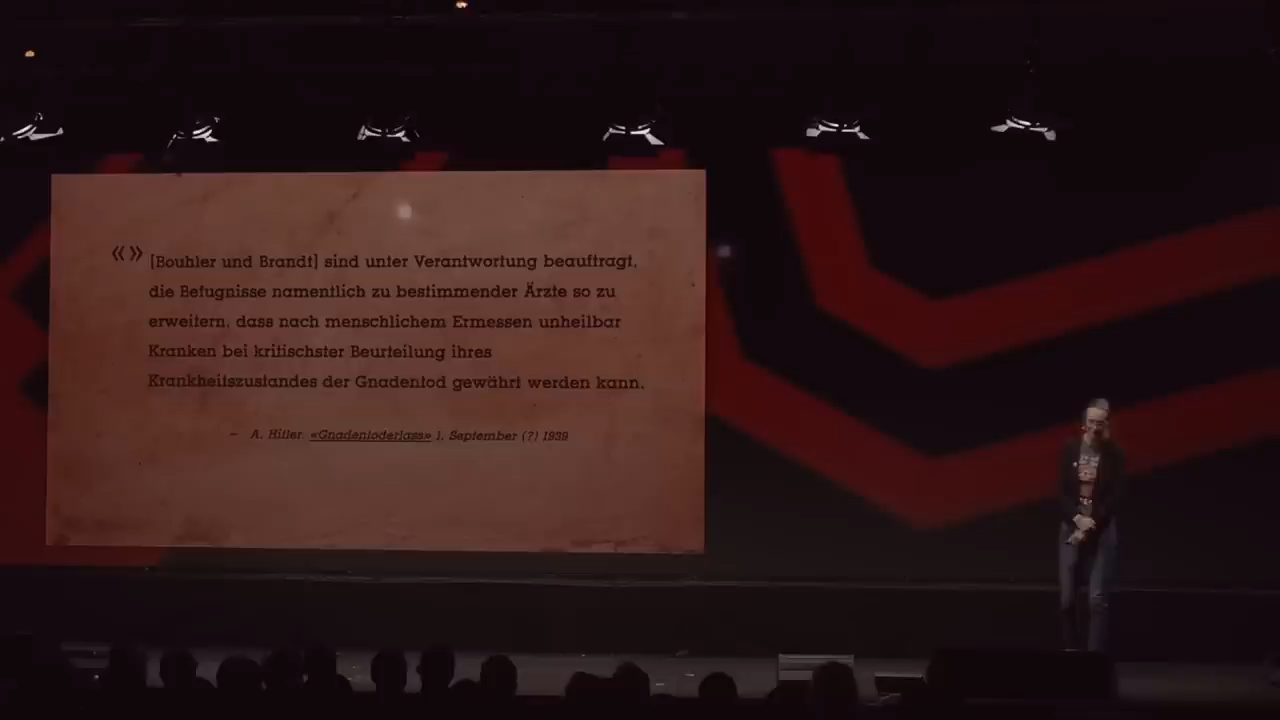 «» [Bouhler und Brandt] sind unter Verantwortung beauftragt,
die Befugnisse namentlich zu bestimmender Ärzte so zu
erweitern, dass nach menschlichem Ermessen unheilbar
Kranken bei kritischster Beurteilung ihres
Krankheitszustandes der Gnadentod gewährt werden kann.
– A. Hitler, «Gnadentoderlass» 1. September (?) 1939